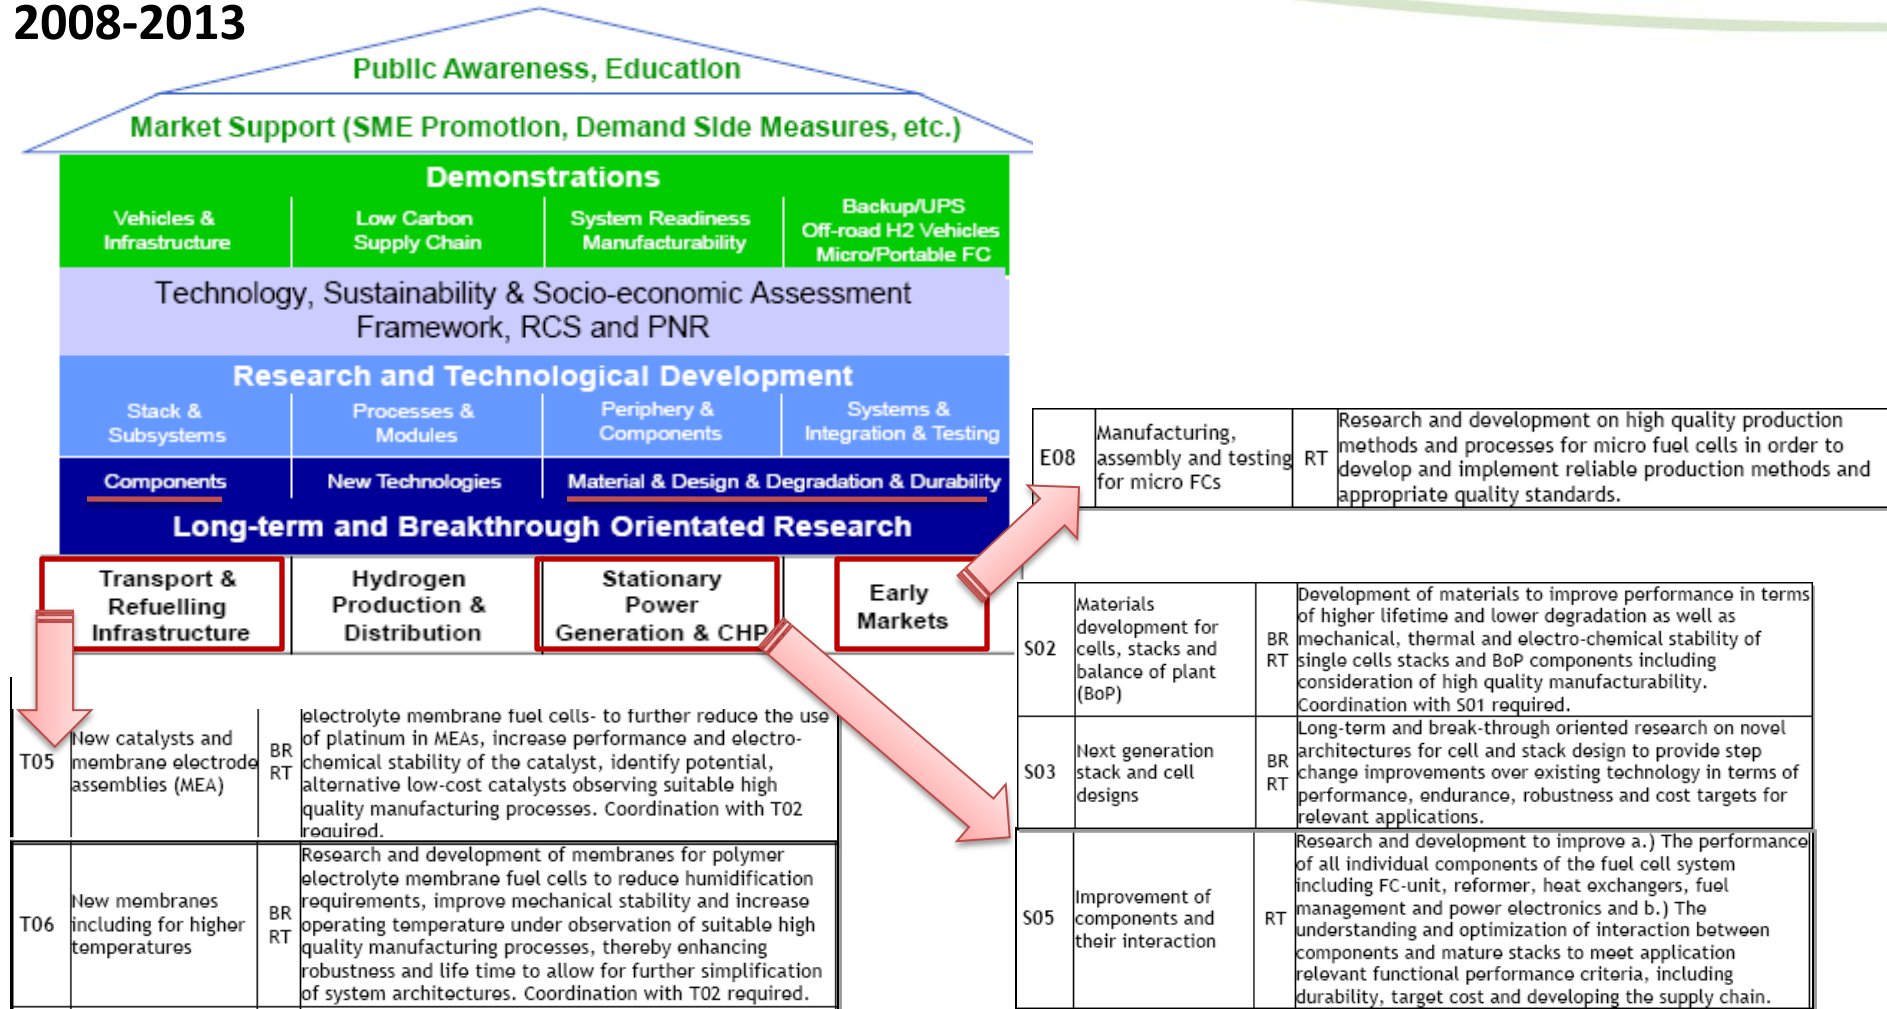 2008-2013
Public Awareness, Education
Market Support (SME Promotion, Demand Side Measures, etc.)
Demonstrations
Vehicles &
Infrastructure
Low Carbon
Supply Chain
System Readiness
Manufacturability
Backup/UPS
Off-road H2 Vehicles
Micro/Portable FC
Technology, Sustainability & Socio-economic Assessment
Framework, RCS and PNR
Research and Technological Development
Stack &
Subsystems
Processes &
Modules
Periphery &
Components
Systems &
Integration & Testing
Components
New Technologies
Material & Design & Degradation & Durability
Long-term and Breakthrough Orientated Research
Transport &
Refuelling
Infrastructure
Hydrogen
Production &
Distribution
Stationary
Power
Generation & CHP
Early
Markets
E08
Manufacturing,
assembly and testing
for micro FCs
RT
Research and development on high quality production
methods and processes for micro fuel cells in order to
develop and implement reliable production methods and
appropriate quality standards.
S02
Materials
development for
cells, stacks and
balance of plant
(BoP)
BR
RT
Development of materials to improve performance in terms
of higher lifetime and lower degradation as well as
mechanical, thermal and electro-chemical stability of
single cells stacks and BoP components including
consideration of high quality manufacturability.
Coordination with S01 required.
S03
Next generation
stack and cell
designs
BR
RT
Long-term and break-through oriented research on novel
architectures for cell and stack design to provide step
change improvements over existing technology in terms of
performance, endurance, robustness and cost targets for
relevant applications.
S05
Improvement of
components and
their interaction
RT
Research and development to improve a.) The performance
of all individual components of the fuel cell system
including FC-unit, reformer, heat exchangers, fuel
management and power electronics and b.) The
understanding and optimization of interaction between
components and mature stacks to meet application
relevant functional performance criteria, including
durability, target cost and developing the supply chain.
T05
New catalysts and
membrane electrode
assemblies (MEA)
BR
RT
electrolyte membrane fuel cells- to further reduce the use
of platinum in MEAs, increase performance and electro-
chemical stability of the catalyst, identify potential,
alternative low-cost catalysts observing suitable high
quality manufacturing processes. Coordination with T02
required.
T06
New membranes
including for higher
temperatures
BR
RT
Research and development of membranes for polymer
electrolyte membrane fuel cells to reduce humidification
requirements, improve mechanical stability and increase
operating temperature under observation of suitable high
quality manufacturing processes, thereby enhancing
robustness and life time to allow for further simplification
of system architectures. Coordination with T02 required.